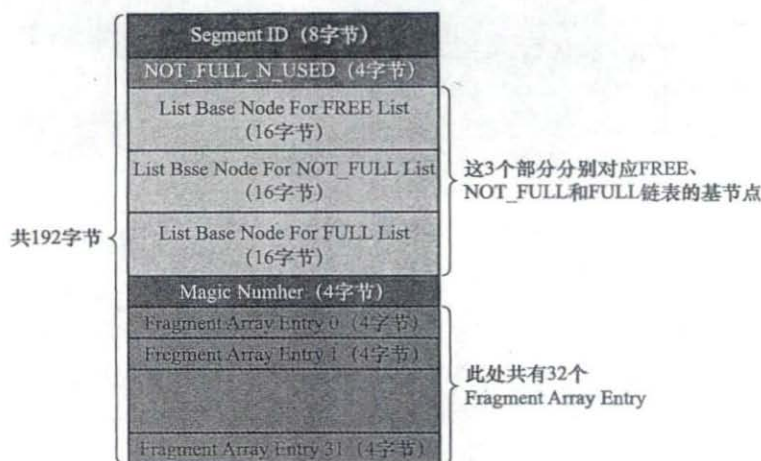 Segment ID（8字节）
NOT_FULL_N_USED（4字节）
List Base Node For FREE List
（16字节）
List Bsse Node For NOT_FULL List
（16字节）
List Base Node For FULL List
（16字节）
Magic Numher（4字节）
Fragment Array Entry 0（4字节）
Fregment Array Entry 1（4字节）
Fragment Array Entry 31（4字节）
共192字节
这3个部分分别对应FREE、
NOT_FULL和FULL链表的基节点
此处共有32个
Fragment Array Entry